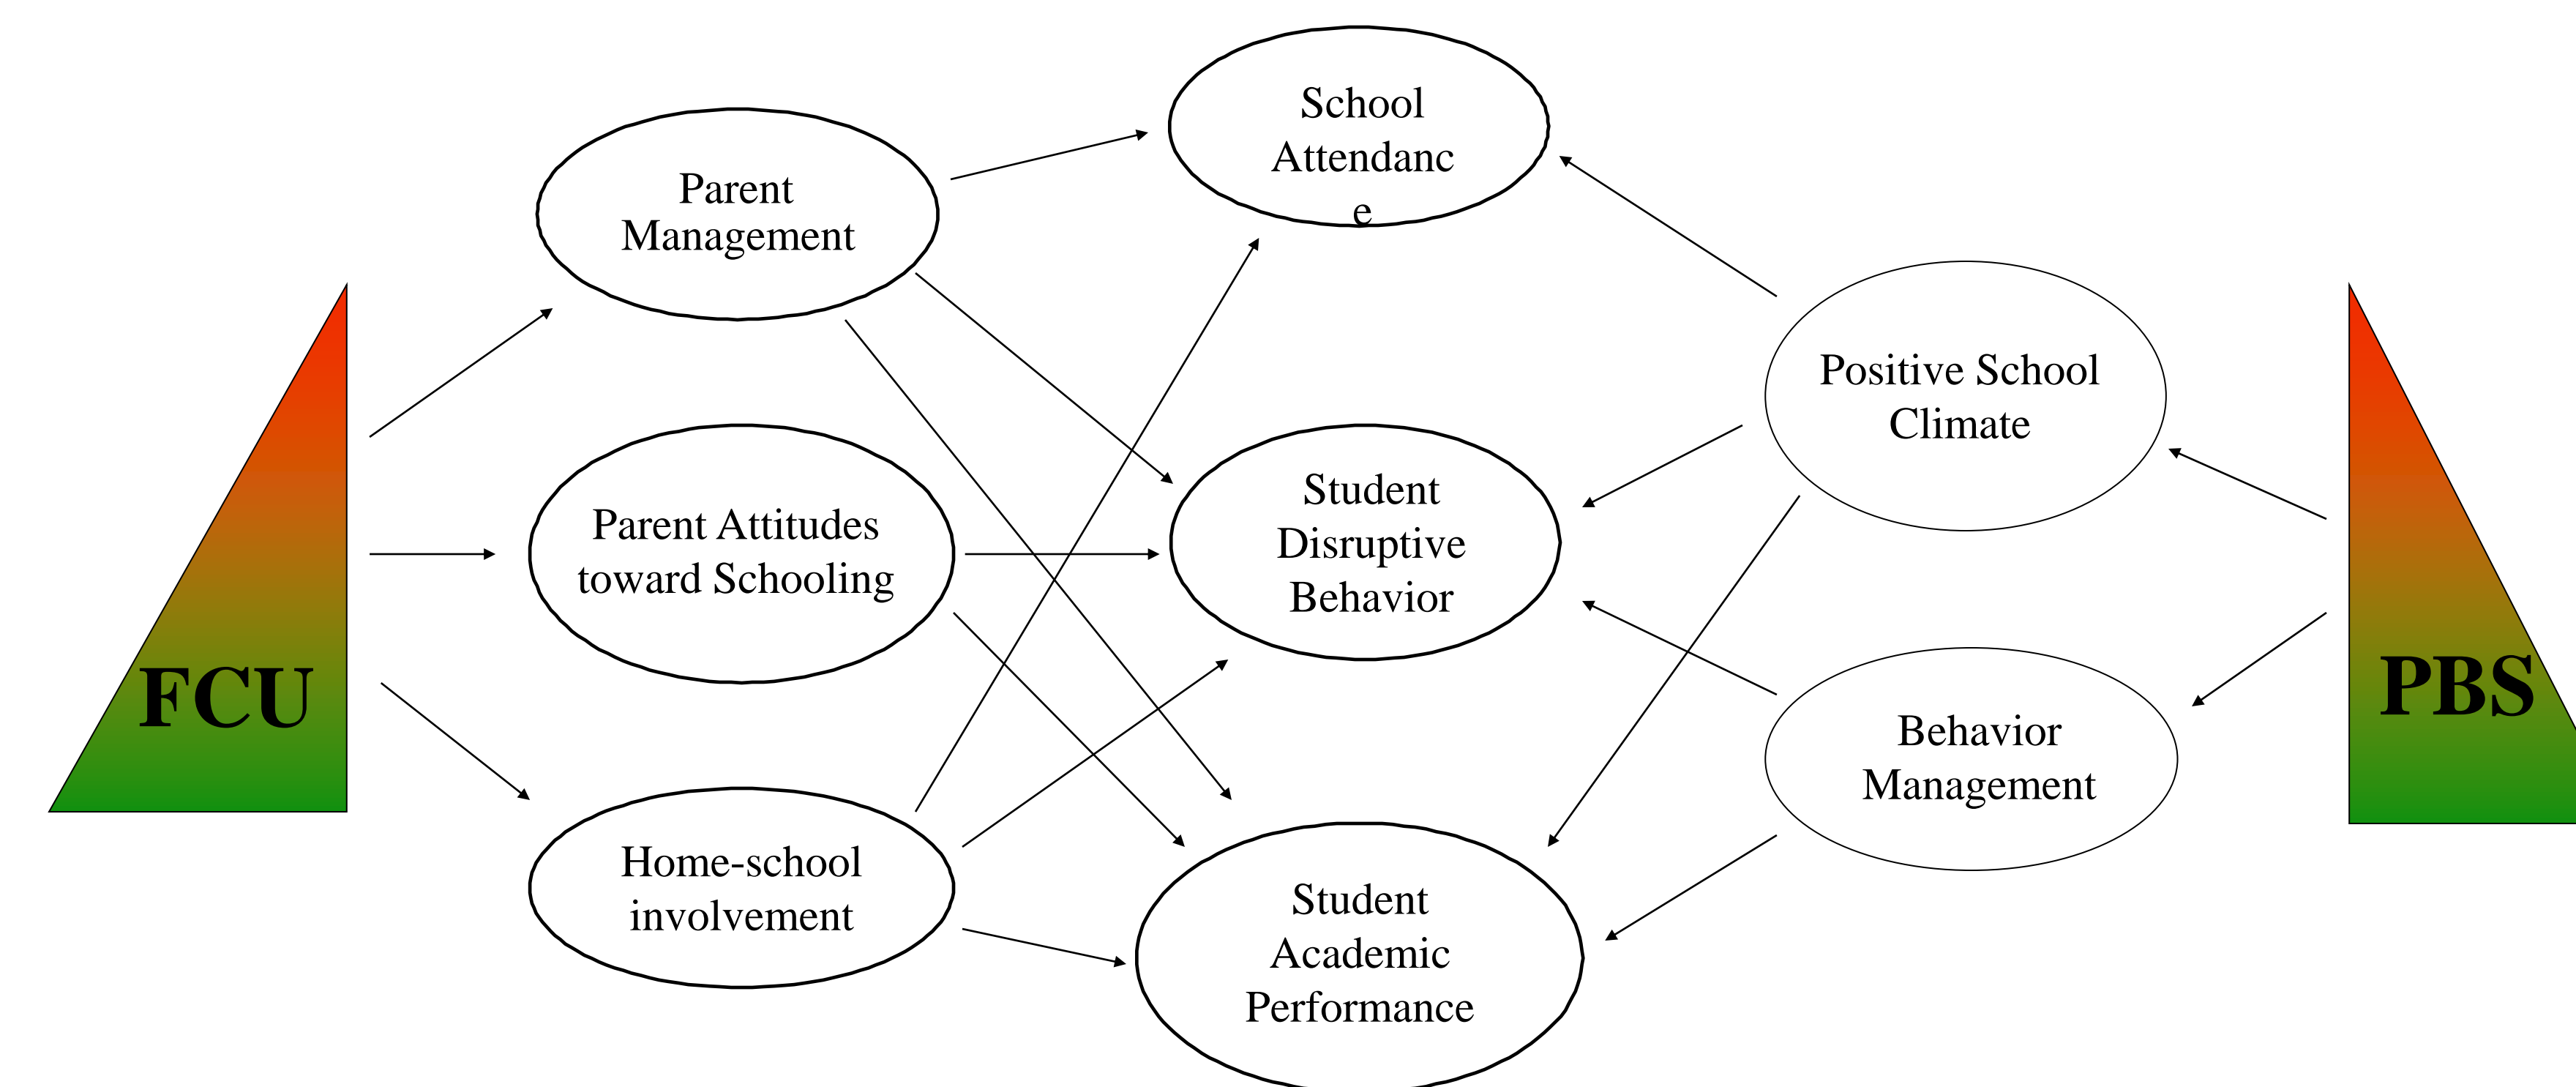 School
Attendanc
e
Parent
Management
Positive School
Climate
Student
Disruptive
Behavior
Parent Attitudes
toward Schooling
FCU
PBS
Behavior
Management
Home-school
involvement
Student
Academic
Performance